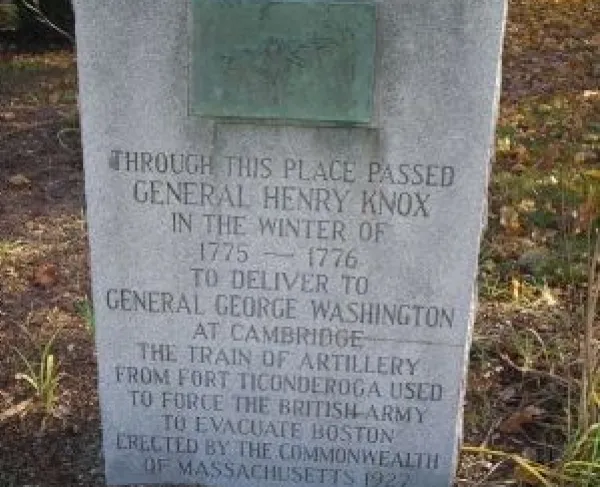 THROUGH THIS PLACE PASSED
GENERAL HENRY KNOX
IN THE WINTER OF
1775 — 1776
TO DELIVER TO
GENERAL GEORGE WASHINGTON
AT CAMBRIDGE
THE TRAIN OF ARTILLERY
FROM FORT TICONDEROGA USED
TO FORCE THE BRITISH ARMY
TO EVACUATE BOSTON
ERECTED BY THE COMMONWEALTH
OF MASSACHUSETTS 1927